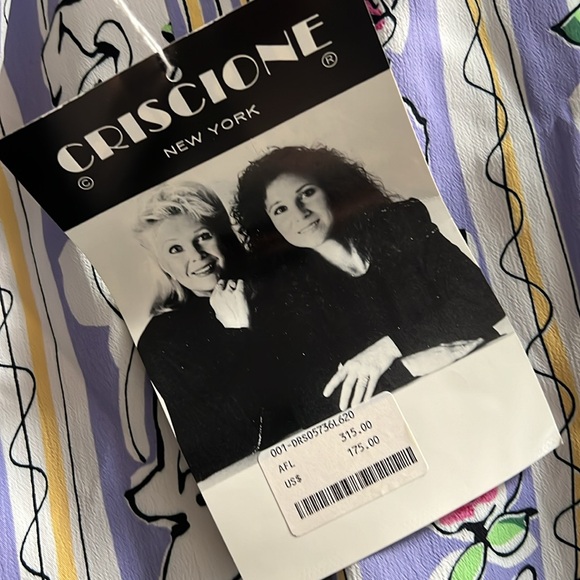 CRISCIONE
©
®
NEW YORK
001-DRS05736L620
AFL 315.00
US$ 175.00